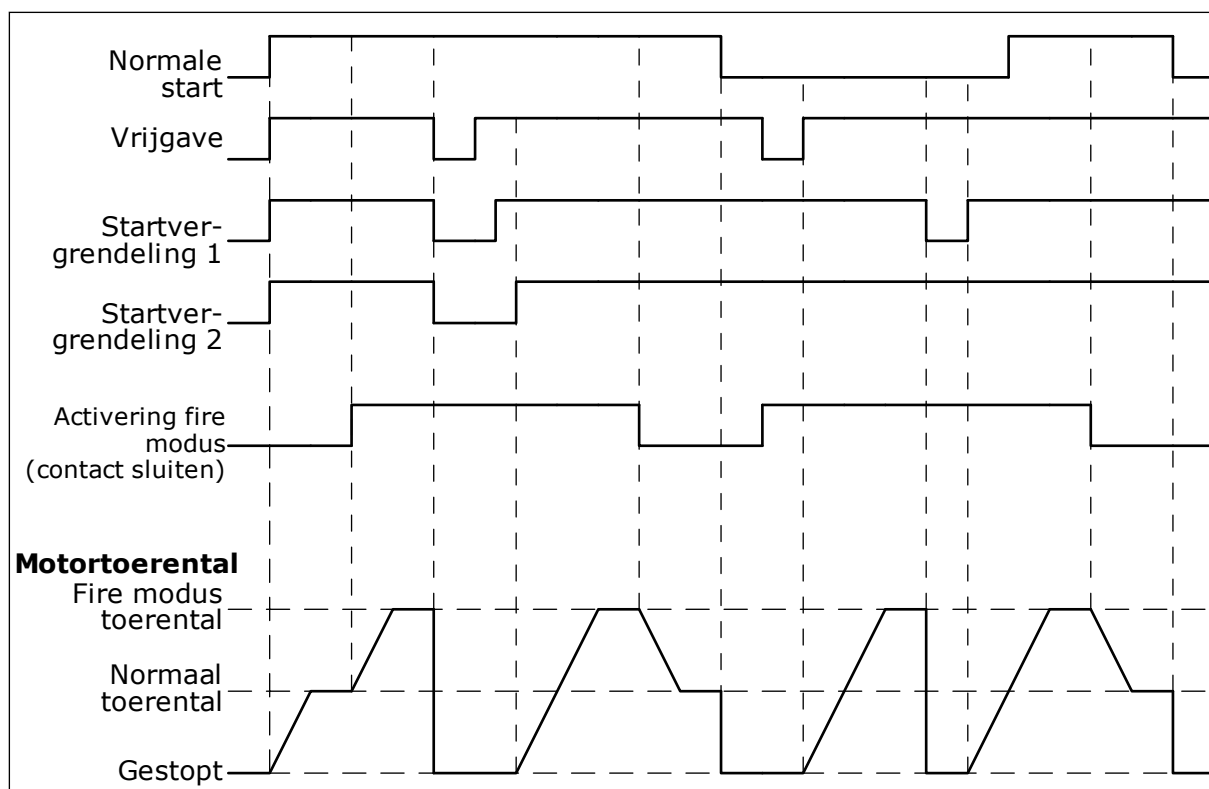 Normale
start
Vrijgave
Startver-
grendeling 1
Startver-
grendeling 2
Activering fire
modus
(contact sluiten)
Motortoerental
Fire modus
toerental
Normaal
toerental
Gestopt